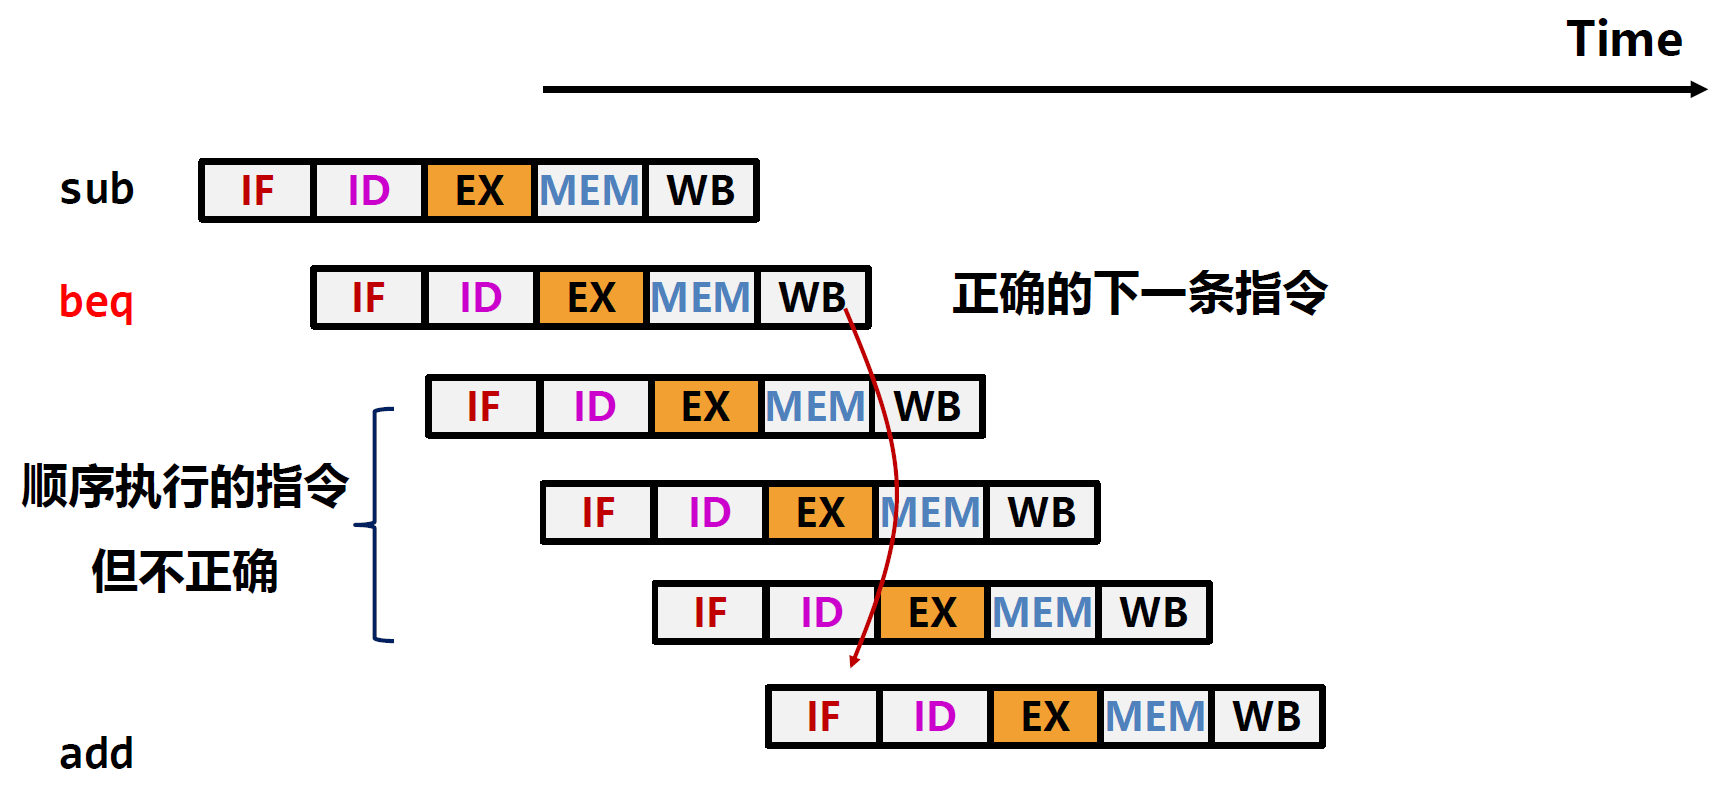 Time
sub IF ID EX MEM WB
beq IF ID EX MEM WB 正确的下一条指令
IF ID EX MEM WB
顺序执行的指令
IF ID EX MEM WB
但不正确
IF ID EX MEM WB
IF ID EX MEM WB
add